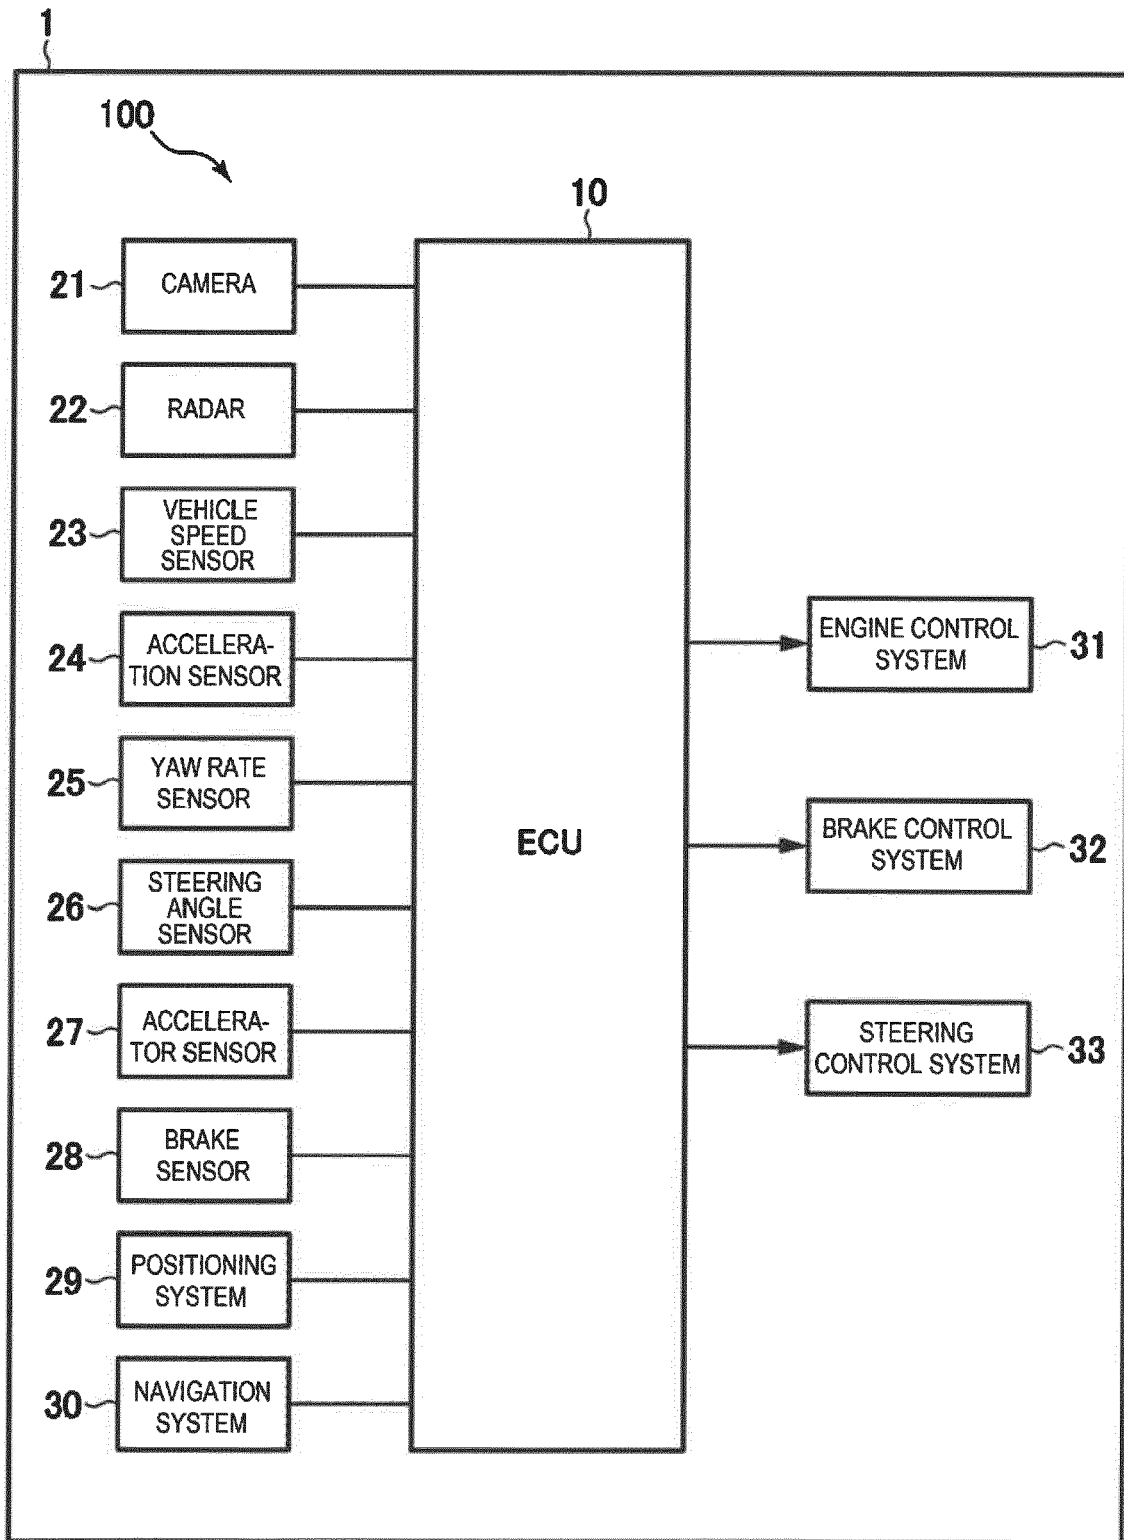 1
100
10
21
CAMERA
22
RADAR
23
VEHICLE
SPEED
SENSOR
24
ACCELERA-
TION SENSOR
25
YAW RATE
SENSOR
26
STEERING
ANGLE
SENSOR
27
ACCELERA-
TOR SENSOR
28
BRAKE
SENSOR
29
POSITIONING
SYSTEM
30
NAVIGATION
SYSTEM
ECU
ENGINE CONTROL
SYSTEM
31
BRAKE CONTROL
SYSTEM
32
STEERING
CONTROL SYSTEM
33